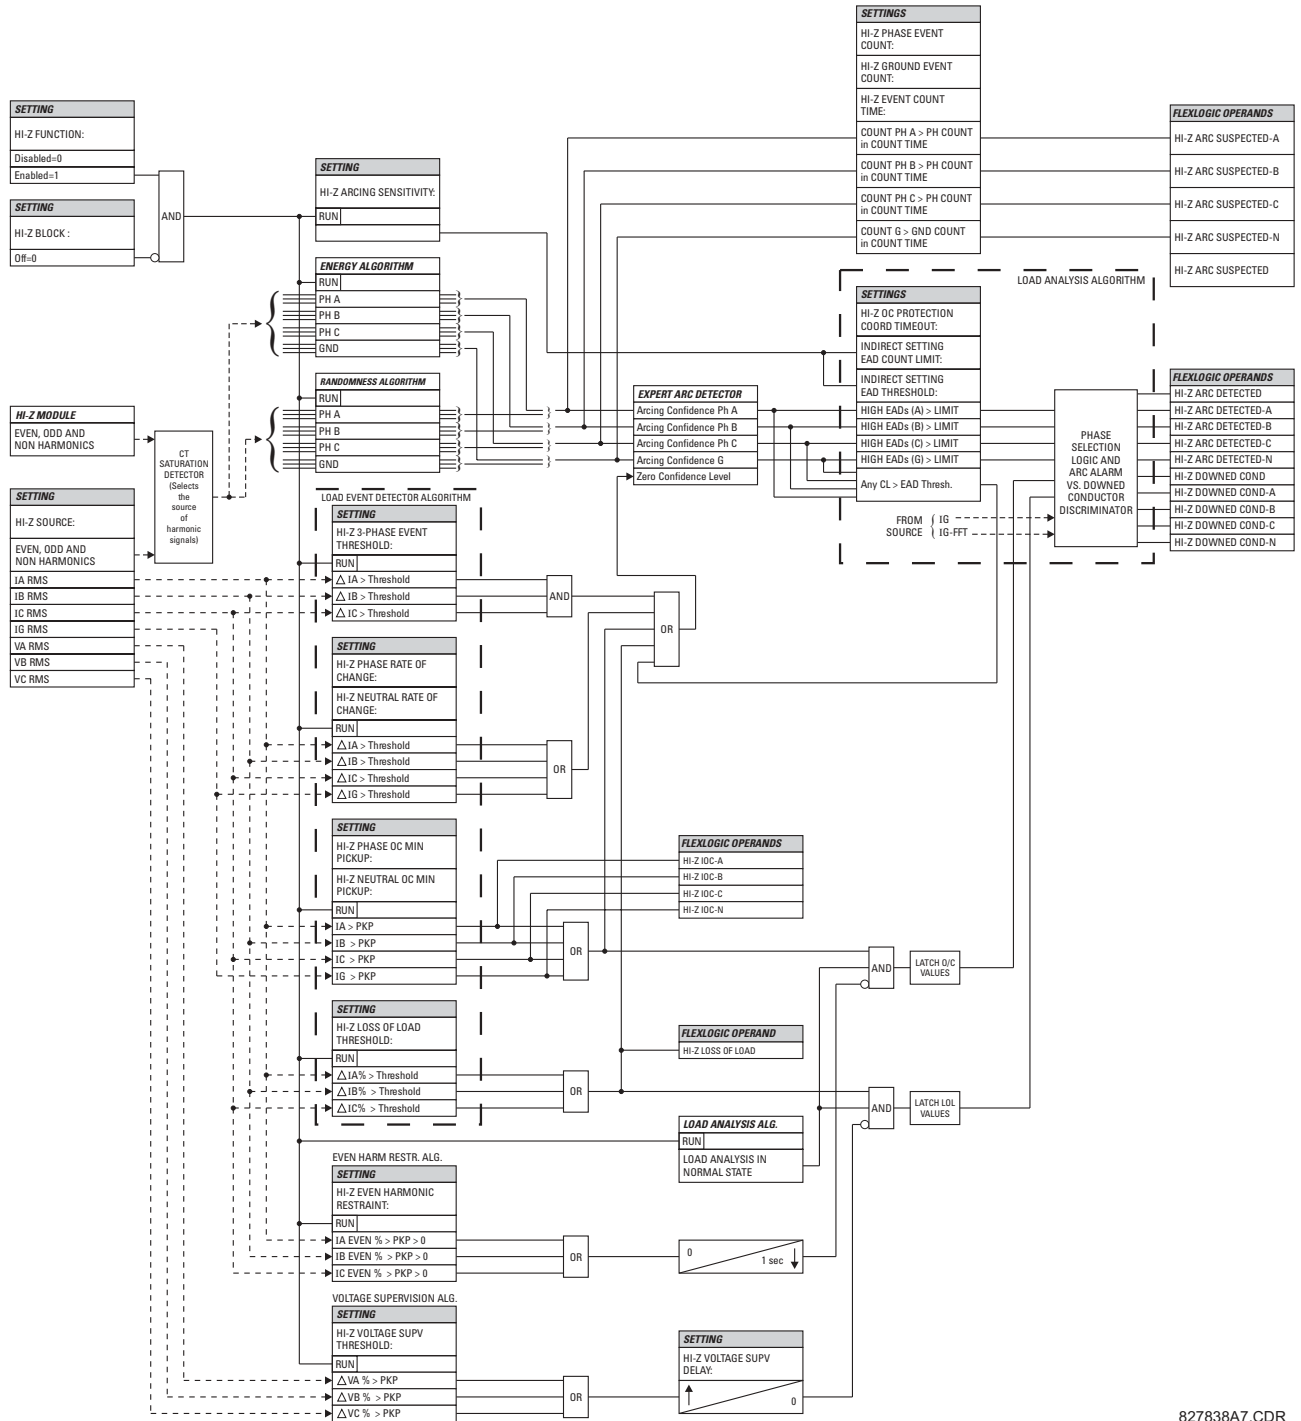 SETTINGS
HI-Z PHASE EVENT
COUNT:
HI-Z GROUND EVENT
COUNT:
HI-Z EVENT COUNT
TIME:
COUNT PH A > PH COUNT
in COUNT TIME
COUNT PH B > PH COUNT
in COUNT TIME
COUNT PH C > PH COUNT
in COUNT TIME
COUNT G > GND COUNT
in COUNT TIME
FLEXLOGIC OPERANDS
HI-Z ARC SUSPECTED-A
HI-Z ARC SUSPECTED-B
HI-Z ARC SUSPECTED-C
HI-Z ARC SUSPECTED-N
HI-Z ARC SUSPECTED
SETTING
HI-Z FUNCTION:
Disabled=0
Enabled=1
SETTING
HI-Z BLOCK :
Off=0
AND
SETTING
HI-Z ARCING SENSITIVITY:
RUN
ENERGY ALGORITHM
RUN
PH A
PH B
PH C
GND
RANDOMNESS ALGORITHM
RUN
PH A
PH B
PH C
GND
HI-Z MODULE
EVEN, ODD AND
NON HARMONICS
CT
SATURATION
DETECTOR
(Selects
the
source
of
harmonic
signals)
SETTING
HI-Z SOURCE:
EVEN, ODD AND
NON HARMONICS
IA RMS
IB RMS
IC RMS
IG RMS
VA RMS
VB RMS
VC RMS
EXPERT ARC DETECTOR
Arcing Confidence Ph A
Arcing Confidence Ph B
Arcing Confidence Ph C
Arcing Confidence G
Zero Confidence Level
LOAD ANALYSIS ALGORITHM
SETTINGS
HI-Z OC PROTECTION
COORD TIMEOUT:
INDIRECT SETTING
EAD COUNT LIMIT:
INDIRECT SETTING
EAD THRESHOLD:
HIGH EADs (A) > LIMIT
HIGH EADs (B) > LIMIT
HIGH EADs (C) > LIMIT
HIGH EADs (G) > LIMIT
Any CL > EAD Thresh.
FROM
SOURCE
IG
IG-FFT
PHASE
SELECTION
LOGIC AND
ARC ALARM
VS. DOWNED
CONDUCTOR
DISCRIMINATOR
FLEXLOGIC OPERANDS
HI-Z ARC DETECTED
HI-Z ARC DETECTED-A
HI-Z ARC DETECTED-B
HI-Z ARC DETECTED-C
HI-Z ARC DETECTED-N
HI-Z DOWNED COND
HI-Z DOWNED COND-A
HI-Z DOWNED COND-B
HI-Z DOWNED COND-C
HI-Z DOWNED COND-N
LOAD EVENT DETECTOR ALGORITHM
SETTING
HI-Z 3-PHASE EVENT
THRESHOLD:
RUN
△ IA > Threshold
△ IB > Threshold
△ IC > Threshold
AND
OR
SETTING
HI-Z PHASE RATE OF
CHANGE:
HI-Z NEUTRAL RATE OF
CHANGE:
RUN
△IA > Threshold
△IB > Threshold
△IC > Threshold
△IG > Threshold
OR
SETTING
HI-Z PHASE OC MIN
PICKUP:
HI-Z NEUTRAL OC MIN
PICKUP:
RUN
IA > PKP
IB > PKP
IC > PKP
IG > PKP
OR
FLEXLOGIC OPERANDS
HI-Z IOC-A
HI-Z IOC-B
HI-Z IOC-C
HI-Z IOC-N
AND
LATCH O/C
VALUES
SETTING
HI-Z LOSS OF LOAD
THRESHOLD:
RUN
△IA% > Threshold
△IB% > Threshold
△IC% > Threshold
OR
FLEXLOGIC OPERAND
HI-Z LOSS OF LOAD
AND
LATCH LOL
VALUES
LOAD ANALYSIS ALG.
RUN
LOAD ANALYSIS IN
NORMAL STATE
EVEN HARM RESTR. ALG.
SETTING
HI-Z EVEN HARMONIC
RESTRAINT:
RUN
IA EVEN % > PKP > 0
IB EVEN % > PKP > 0
IC EVEN % > PKP > 0
OR
0
1 sec
VOLTAGE SUPERVISION ALG.
SETTING
HI-Z VOLTAGE SUPV
THRESHOLD:
RUN
△VA % > PKP
△VB % > PKP
△VC % > PKP
OR
SETTING
HI-Z VOLTAGE SUPV
DELAY:
0
827838A7.CDR